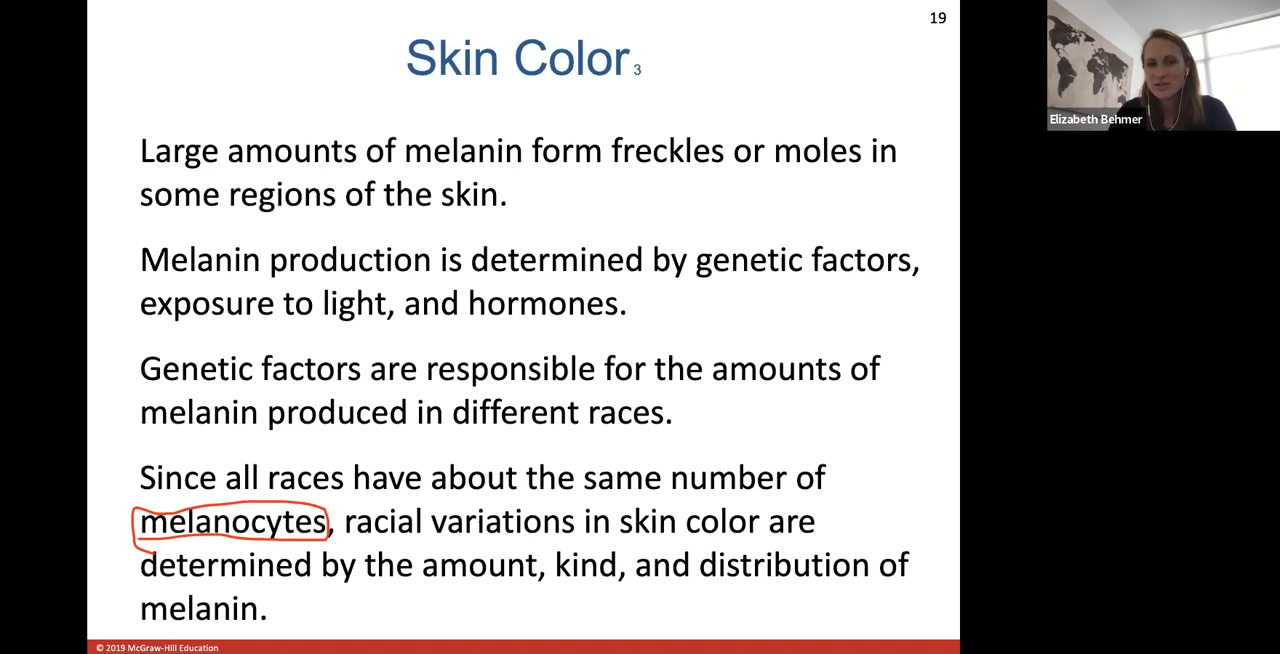 19
Skin Color 3
Large amounts of melanin form freckles or moles in
some regions of the skin.
Melanin production is determined by genetic factors,
exposure to light, and hormones.
Genetic factors are responsible for the amounts of
melanin produced in different races.
Since all races have about the same number of
melanocytes, racial variations in skin color are
determined by the amount, kind, and distribution of
melanin.
© 2019 McGraw-Hill Education
Elizabeth Behmer